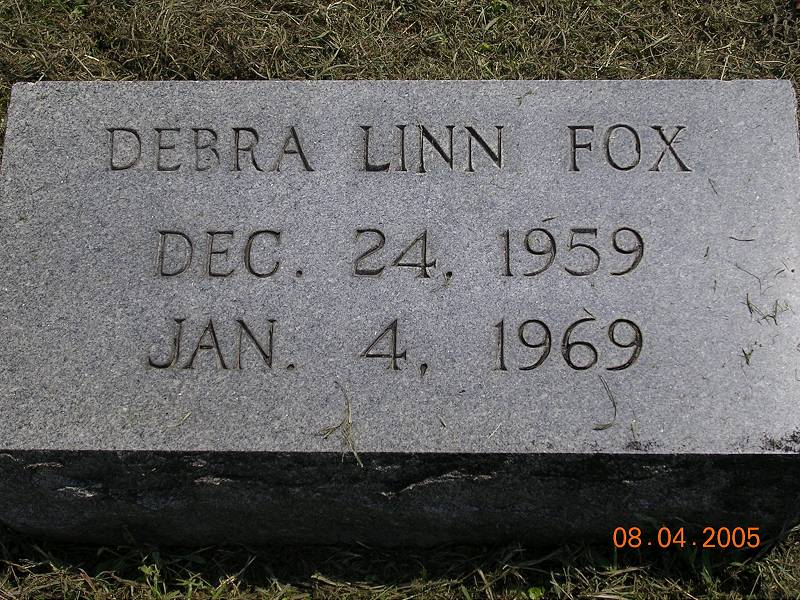 DEBRA LINN FOX
DEC. 24, 1959
JAN. 4, 1969
08.04.2005